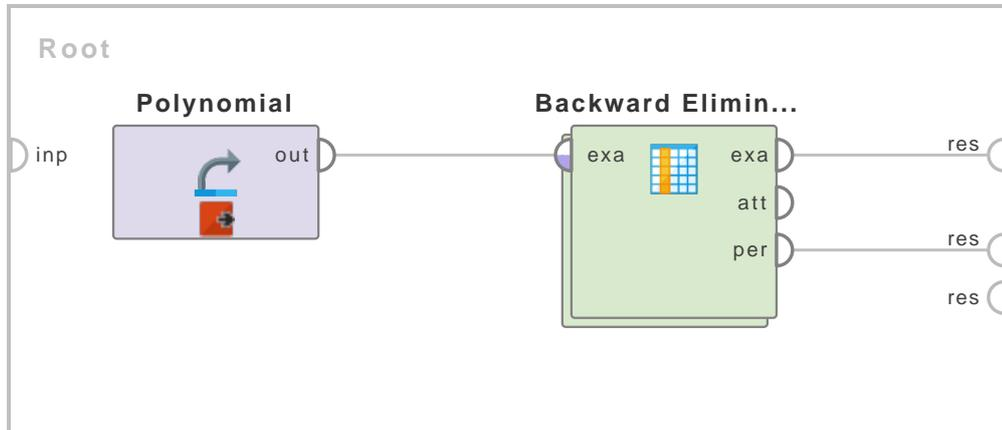 Root
Polynomial
Backward Elimin...
inp
out
exa
exa
res
att
per
res
res